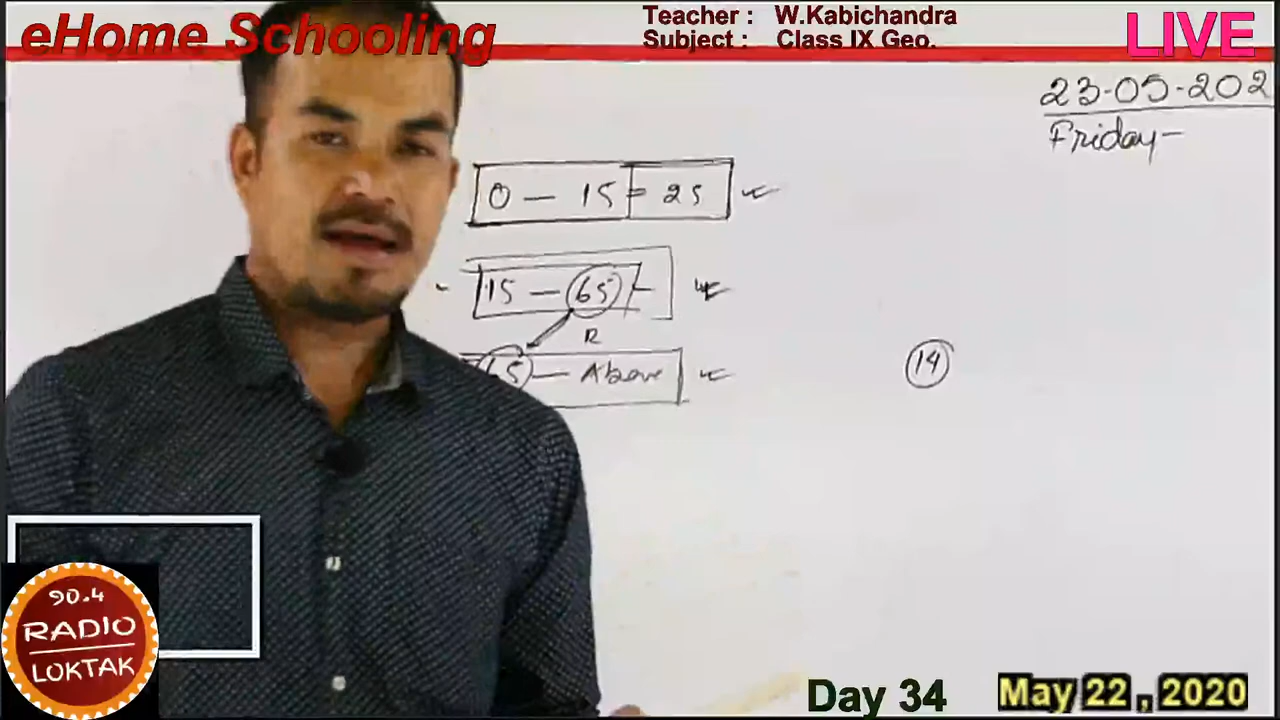 eHome Schooling
Teacher : W.Kabichandra
Subject : Class IX Geo.
LIVE
23-05-202
Friday-
0 — 15 = 25
15 — 65 -
R
65 — Above
14
90.4
RADIO
LOKTAK
Day 34
May 22 , 2020